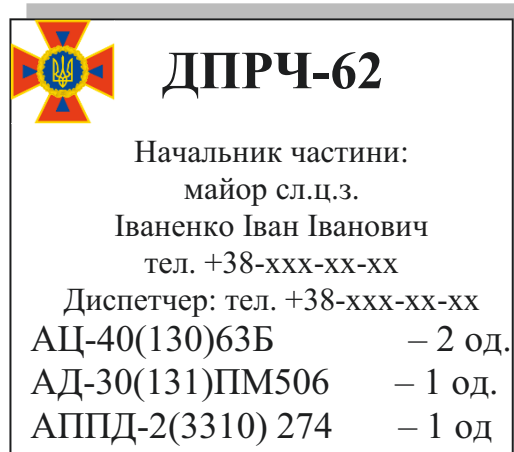 ДПРЧ-62
Начальник частини:
майор сл.ц.з.
Іваненко Іван Іванович
тел. +38-ххх-хх-хх
Диспетчер: тел. +38-ххх-хх-хх
АЦ-40(130)63Б – 2 од.
АД-30(131)ПМ506 – 1 од.
АППД-2(3310) 274 – 1 од